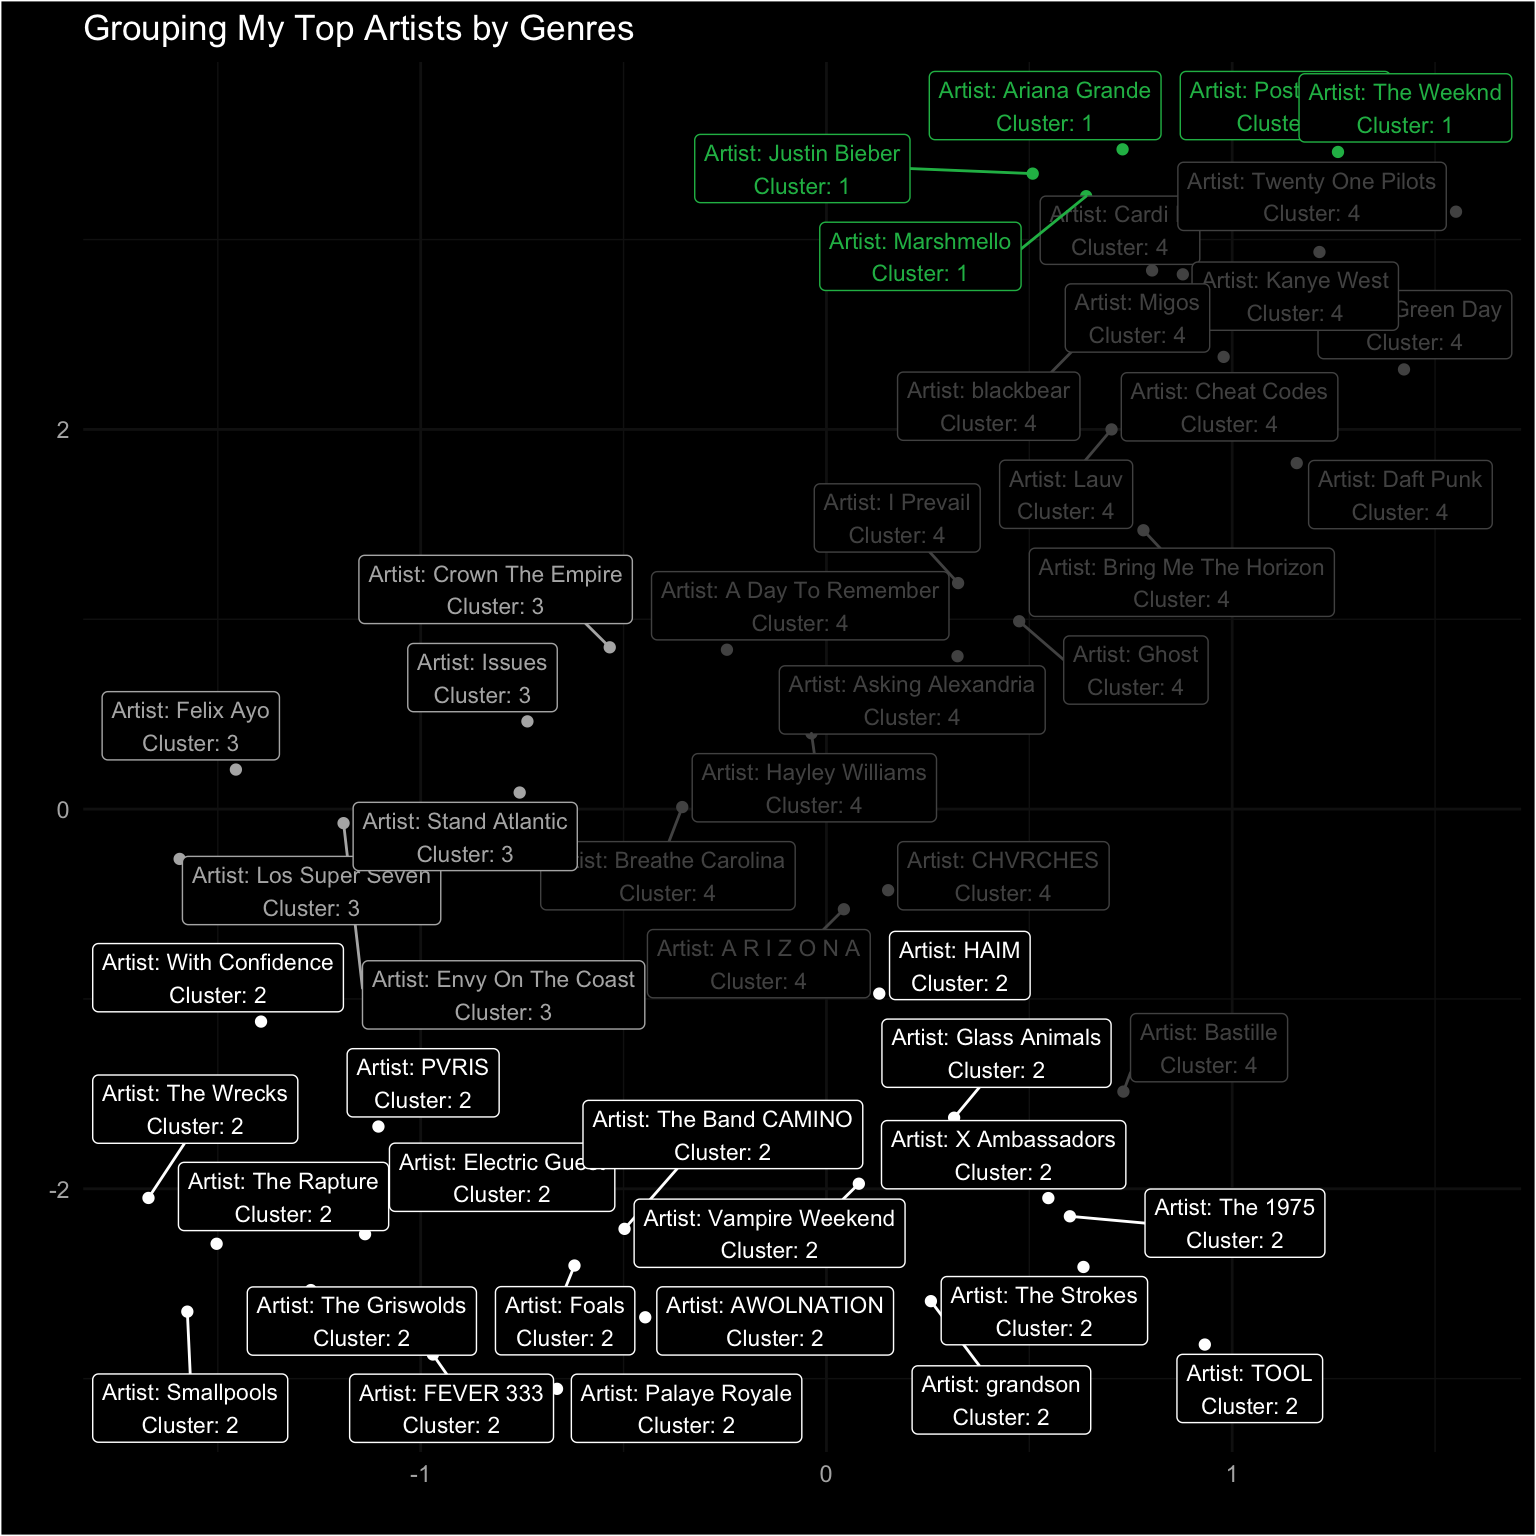 Grouping My Top Artists by Genres
Artist: Ariana Grande
Cluster: 1
Artist: Post
Cluste
Artist: The Weeknd
Cluster: 1
Artist: Justin Bieber
Cluster: 1
Artist: Twenty One Pilots
Cluster: 4
Artist: Cardi
Cluster: 4
Artist: Marshmello
Cluster: 1
Artist: Kanye West
Cluster: 4
Artist: Migos
Cluster: 4
Green Day
Cluster: 4
Artist: blackbear
Cluster: 4
Artist: Cheat Codes
Cluster: 4
2
Artist: Lauv
Cluster: 4
Artist: Daft Punk
Cluster: 4
Artist: I Prevail
Cluster: 4
Artist: Bring Me The Horizon
Cluster: 4
Artist: Crown The Empire
Cluster: 3
Artist: A Day To Remember
Cluster: 4
Artist: Issues
Cluster: 3
Artist: Ghost
Cluster: 4
Artist: Asking Alexandria
Cluster: 4
Artist: Felix Ayo
Cluster: 3
Artist: Hayley Williams
Cluster: 4
0
Artist: Stand Atlantic
Cluster: 3
Breathe Carolina
Cluster: 4
Artist: CHVRCHES
Cluster: 4
Artist: Los Super Seven
Cluster: 3
Artist: A R I Z O N A
Cluster: 4
Artist: HAIM
Cluster: 2
Artist: With Confidence
Cluster: 2
Artist: Envy On The Coast
Cluster: 3
Artist: Glass Animals
Cluster: 2
Artist: Bastille
Cluster: 4
Artist: PVRIS
Cluster: 2
Artist: The Wrecks
Cluster: 2
Artist: The Band CAMINO
Cluster: 2
Artist: X Ambassadors
Cluster: 2
Artist: Electric Guest
Cluster: 2
Artist: The Rapture
Cluster: 2
-2
Artist: Vampire Weekend
Cluster: 2
Artist: The 1975
Cluster: 2
Artist: The Griswolds
Cluster: 2
Artist: Foals
Cluster: 2
Artist: AWOLNATION
Cluster: 2
Artist: The Strokes
Cluster: 2
Artist: Smallpools
Cluster: 2
Artist: FEVER 333
Cluster: 2
Artist: Palaye Royale
Cluster: 2
Artist: grandson
Cluster: 2
Artist: TOOL
Cluster: 2
-1
0
1